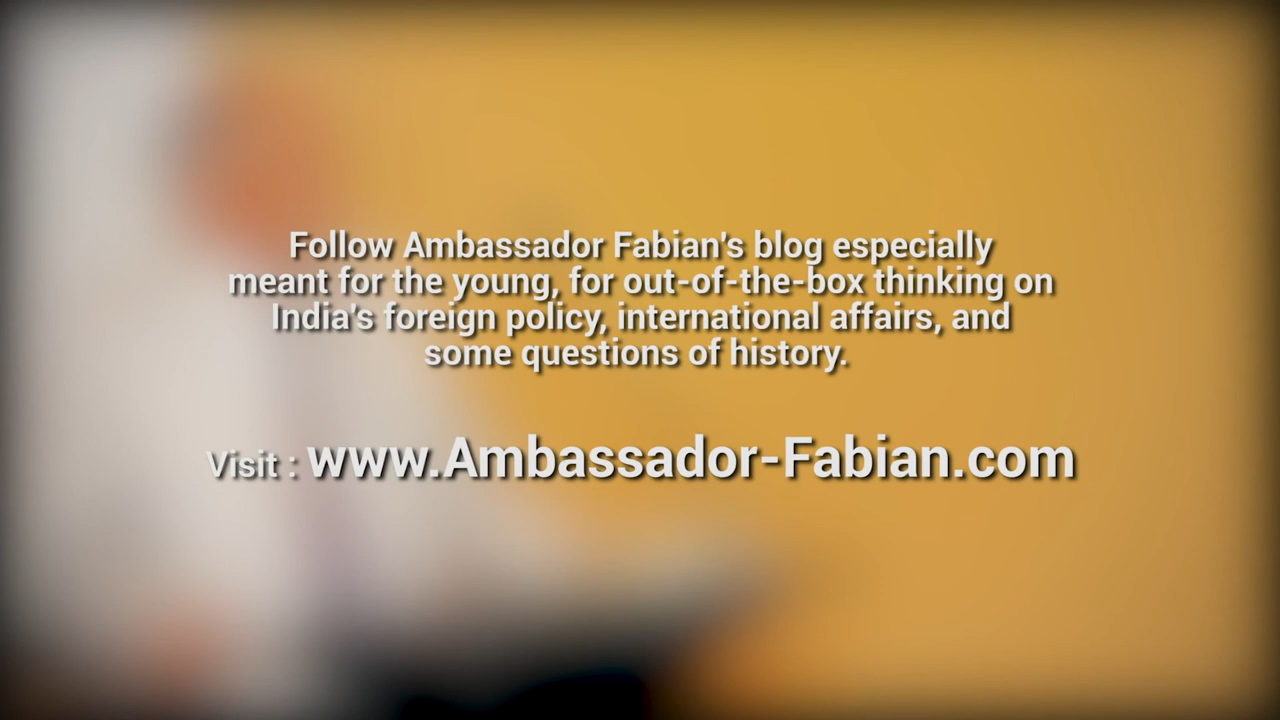 Follow Ambassador Fabian's blog especially
meant for the young, for out-of-the-box thinking on
India's foreign policy, international affairs, and
some questions of history.
Visit : www.Ambassador-Fabian.com